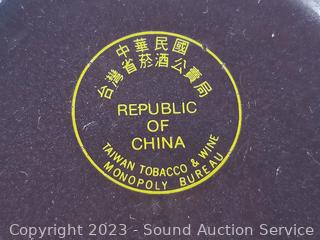 中華民國
台灣省菸酒公賣局
REPUBLIC
OF
CHINA
TAIWAN TOBACCO & WINE
MONOPOLY BUREAU
Copyright 2023 - Sound Auction Service